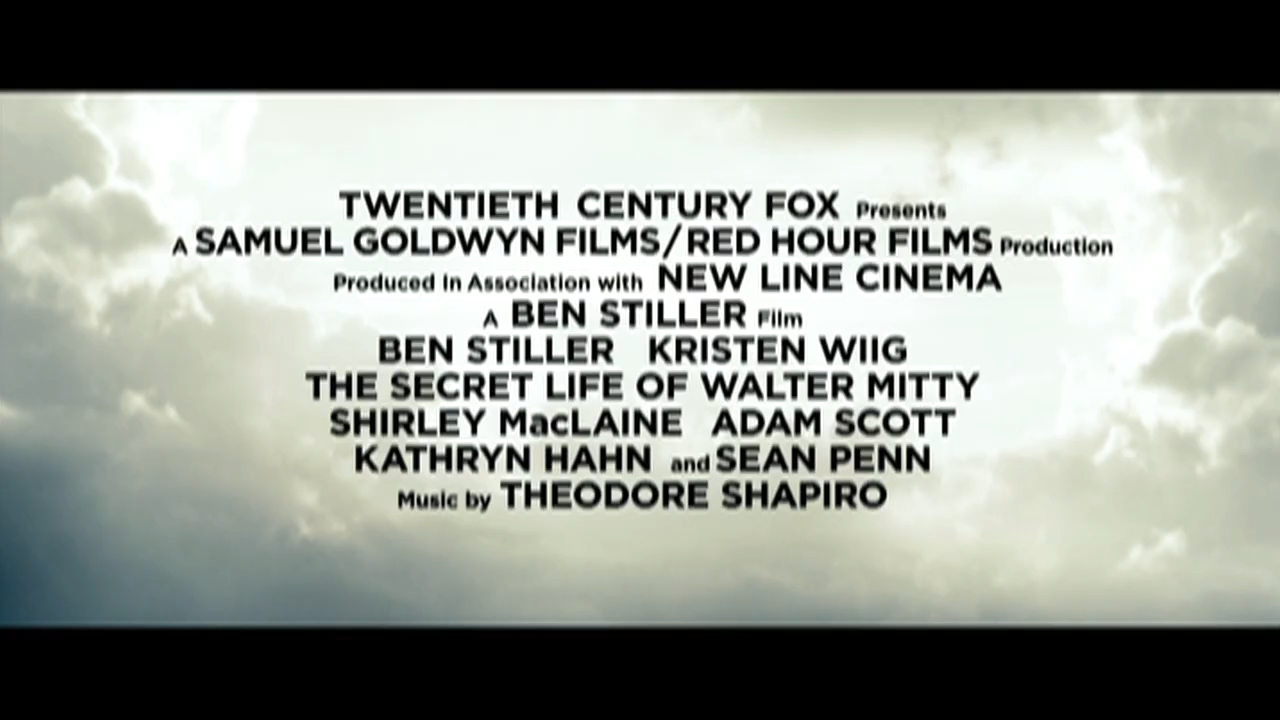 TWENTIETH CENTURY FOX Presents
A SAMUEL GOLDWYN FILMS/RED HOUR FILMS Production
Produced In Association with NEW LINE CINEMA
A BEN STILLER Film
BEN STILLER KRISTEN WIIG
THE SECRET LIFE OF WALTER MITTY
SHIRLEY MacLAINE ADAM SCOTT
KATHRYN HAHN and SEAN PENN
Music by THEODORE SHAPIRO